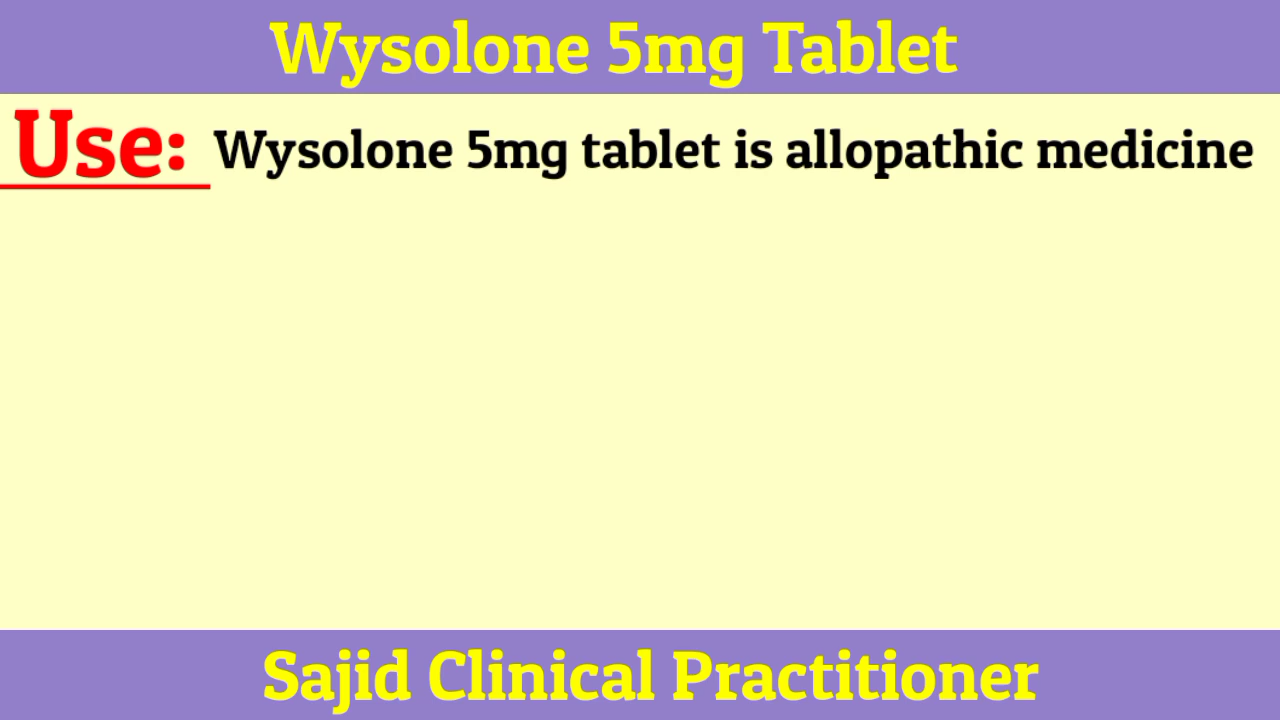 Wysolone 5mg Tablet
Use: Wysolone 5mg tablet is allopathic medicine
Sajid Clinical Practitioner